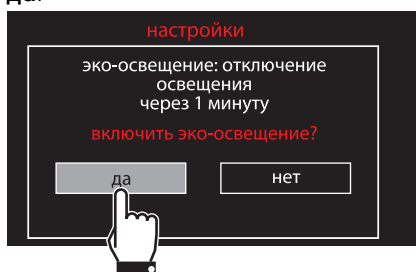 да.
настройки
эко-освещение: отключение
освещения
через 1 минуту
включить эко-освещение?
да
нет